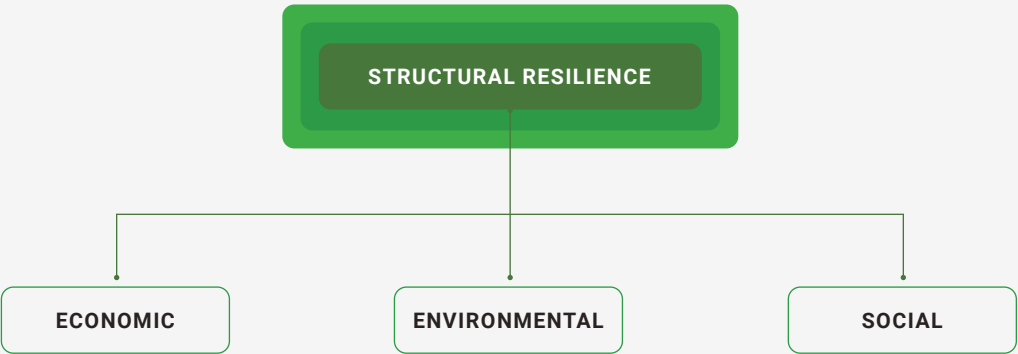 STRUCTURAL RESILIENCE
ECONOMIC
ENVIRONMENTAL
SOCIAL